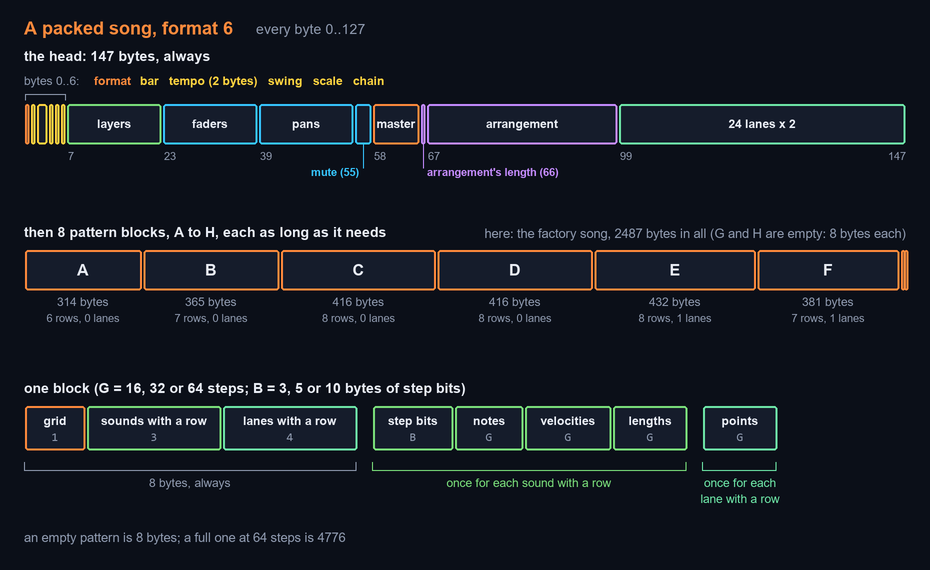 A packed song, format 6 every byte 0..127
the head: 147 bytes, always
bytes 0..6: format bar tempo (2 bytes) swing scale chain
layers faders pans master arrangement 24 lanes x 2
7 23 39 58 67 99 147
mute (55) arrangement's length (66)
then 8 pattern blocks, A to H, each as long as it needs here: the factory song, 2487 bytes in all (G and H are empty: 8 bytes each)
A B C D E F
314 bytes 365 bytes 416 bytes 416 bytes 432 bytes 381 bytes
6 rows, 0 lanes 7 rows, 0 lanes 8 rows, 0 lanes 8 rows, 0 lanes 8 rows, 1 lanes 7 rows, 1 lanes
one block (G = 16, 32 or 64 steps; B = 3, 5 or 10 bytes of step bits)
grid sounds with a row lanes with a row step bits notes velocities lengths points
1 3 4 B G G G G
8 bytes, always once for each sound with a row once for each
lane with a row
an empty pattern is 8 bytes; a full one at 64 steps is 4776